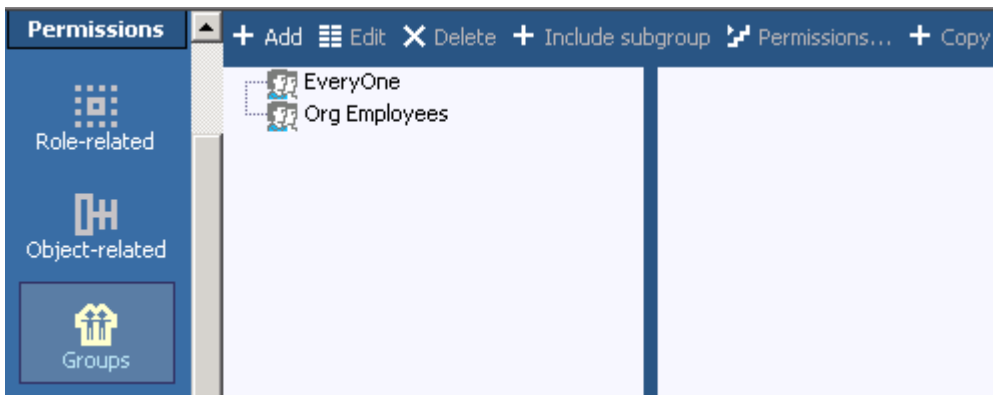 Permissions
Add Edit Delete Include subgroup Permissions... Copy
EveryOne
Org Employees
Role-related
Object-related
Groups